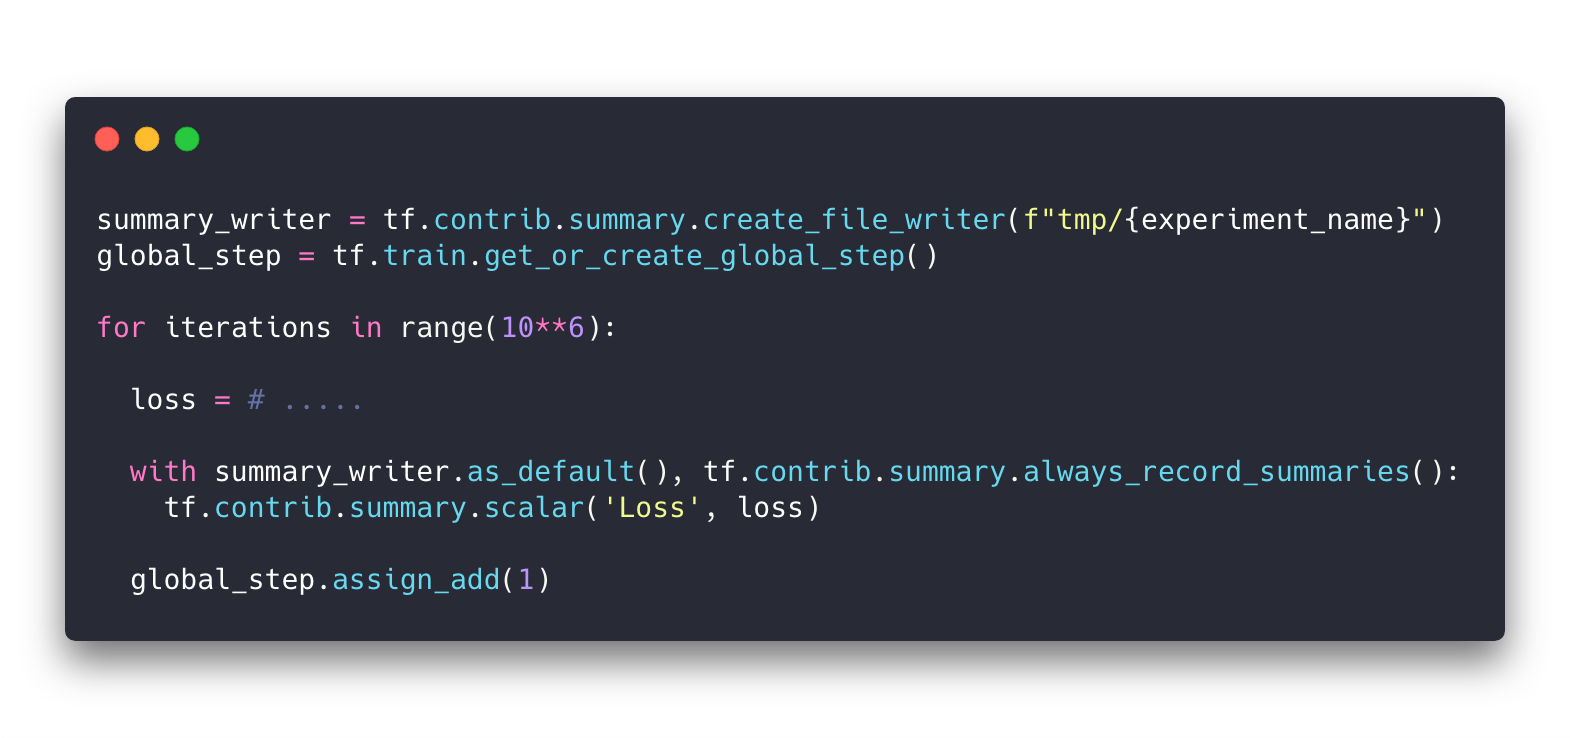 summary_writer = tf.contrib.summary.create_file_writer(f"tmp/{experiment_name}")
global_step = tf.train.get_or_create_global_step()
for iterations in range(10**6):
loss = # .....
with summary_writer.as_default(), tf.contrib.summary.always_record_summaries():
tf.contrib.summary.scalar('Loss', loss)
global_step.assign_add(1)